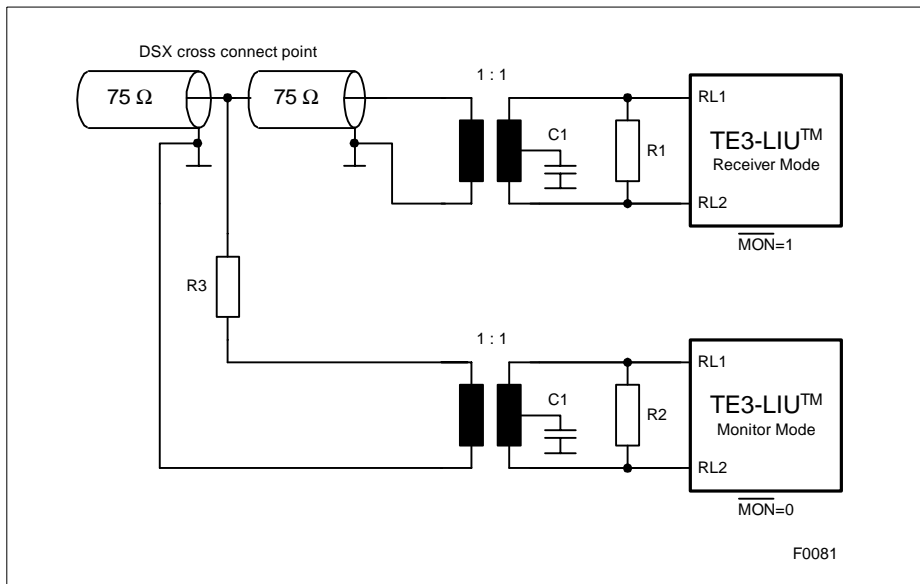 DSX cross connect point
75 Ω
75 Ω
1 : 1
C1
R1
RL1
RL2
TE3-LIU™
Receiver Mode
MON=1
R3
1 : 1
C1
R2
RL1
RL2
TE3-LIU™
Monitor Mode
MON=0
F0081